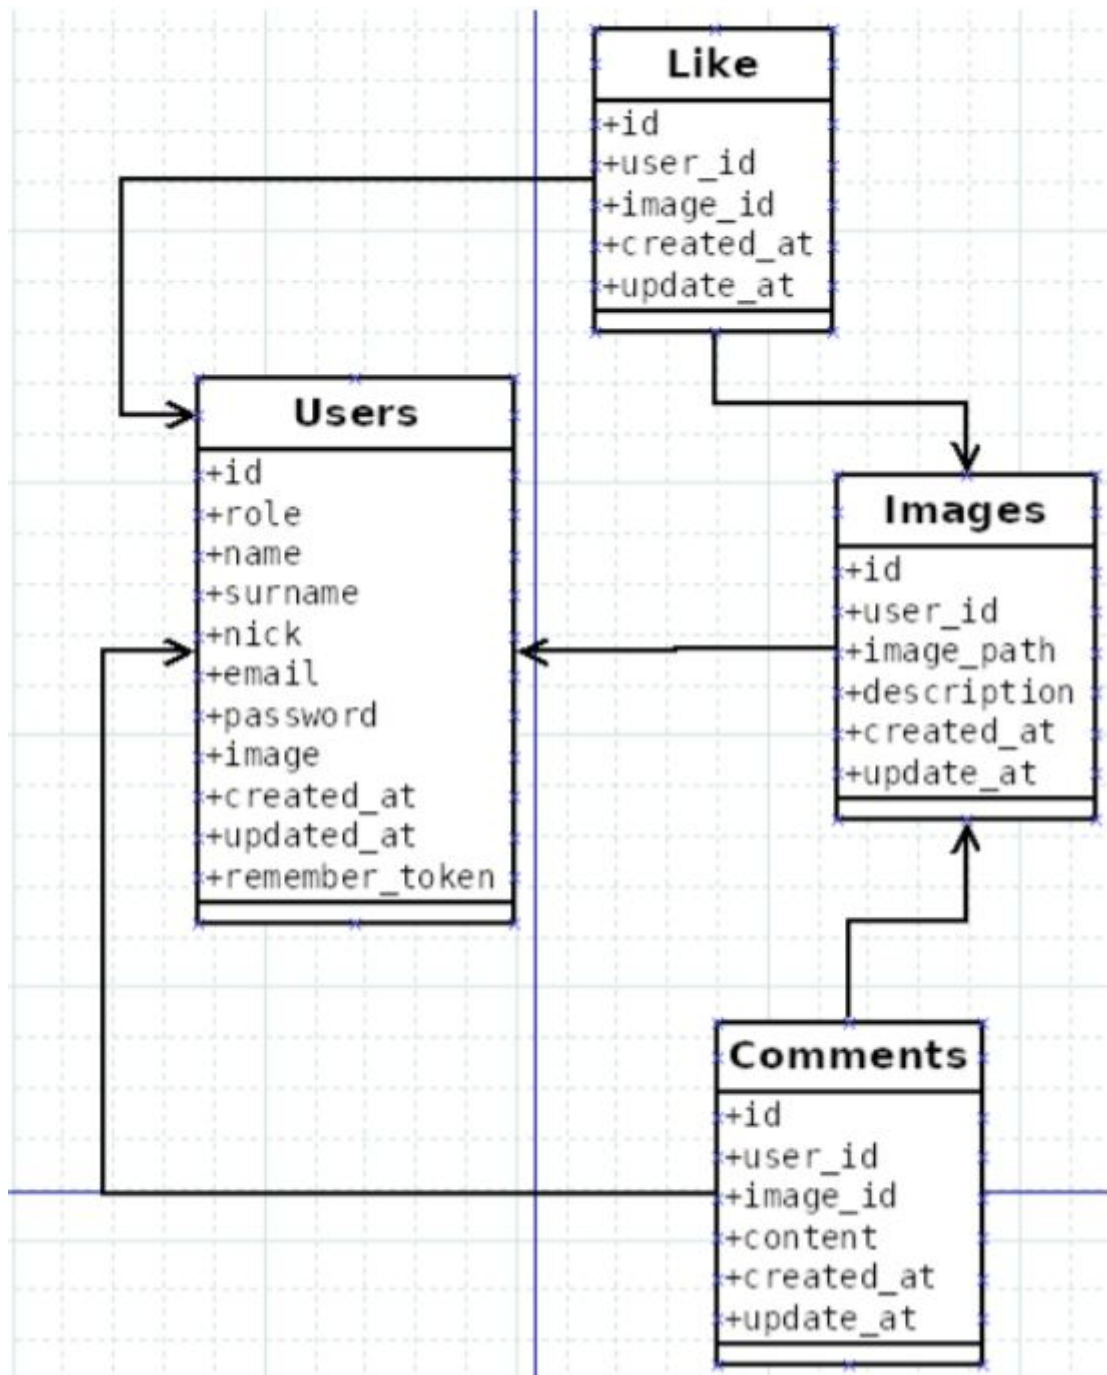 Like
+id
+user_id
+image_id
+created_at
+update_at
Users
+id
+role
+name
+surname
+nick
+email
+password
+image
+created_at
+updated_at
+remember_token
Images
+id
+user_id
+image_path
+description
+created_at
+update_at
Comments
+id
+user_id
+image_id
+content
+created_at
+update_at